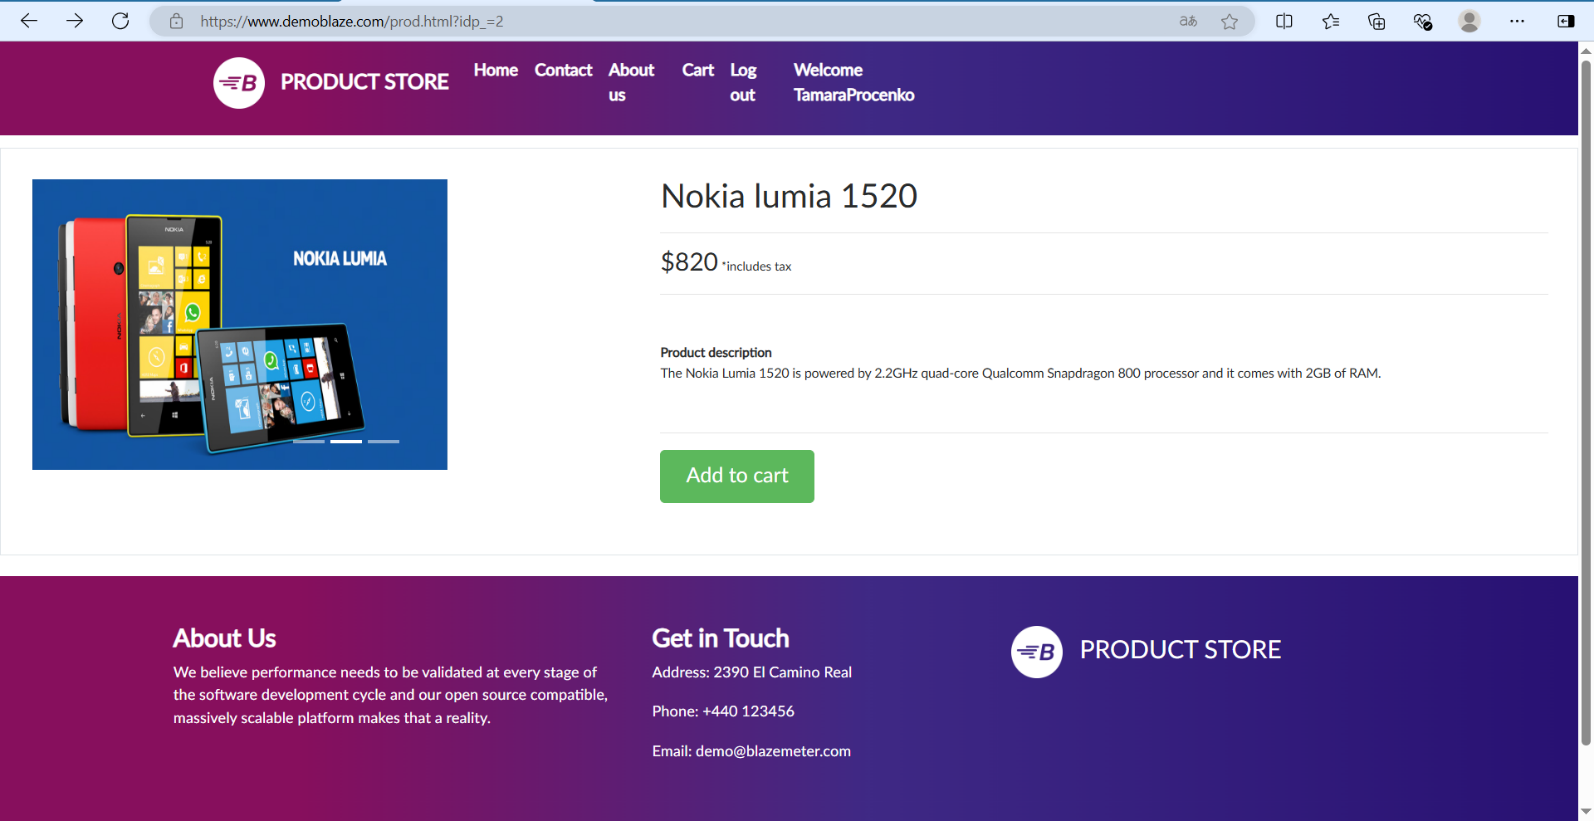 https://www.demoblaze.com/prod.html?idp_=2
PRODUCT STORE
Home
Contact
About
us
Cart
Log
out
Welcome
TamaraProcenko
NOKIA
NOKIA LUMIA
Nokia lumia 1520
$820 *includes tax
Product description
The Nokia Lumia 1520 is powered by 2.2GHz quad-core Qualcomm Snapdragon 800 processor and it comes with 2GB of RAM.
Add to cart
About Us
We believe performance needs to be validated at every stage of
the software development cycle and our open source compatible,
massively scalable platform makes that a reality.
Get in Touch
Address: 2390 El Camino Real
Phone: +440 123456
Email: demo@blazemeter.com
PRODUCT STORE